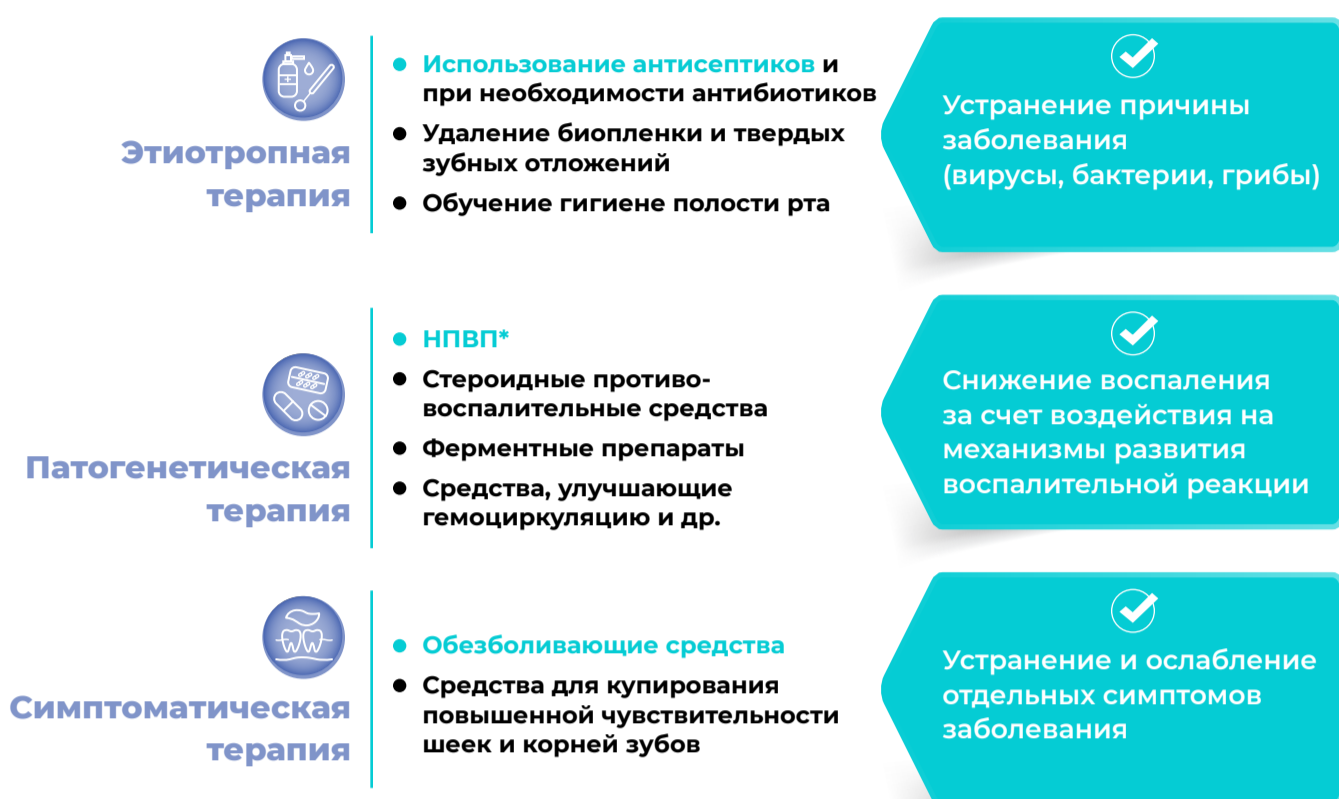 Этиотропная
терапия
● Использование антисептиков и
при необходимости антибиотиков
● Удаление биопленки и твердых
зубных отложений
● Обучение гигиене полости рта
Устранение причины
заболевания
(вирусы, бактерии, грибы)
Патогенетическая
терапия
● НПВП*
● Стероидные противо-
воспалительные средства
● Ферментные препараты
● Средства, улучшающие
гемоциркуляцию и др.
Снижение воспаления
за счет воздействия на
механизмы развития
воспалительной реакции
Симптоматическая
терапия
● Обезболивающие средства
● Средства для купирования
повышенной чувствительности
шеек и корней зубов
Устранение и ослабление
отдельных симптомов
заболевания